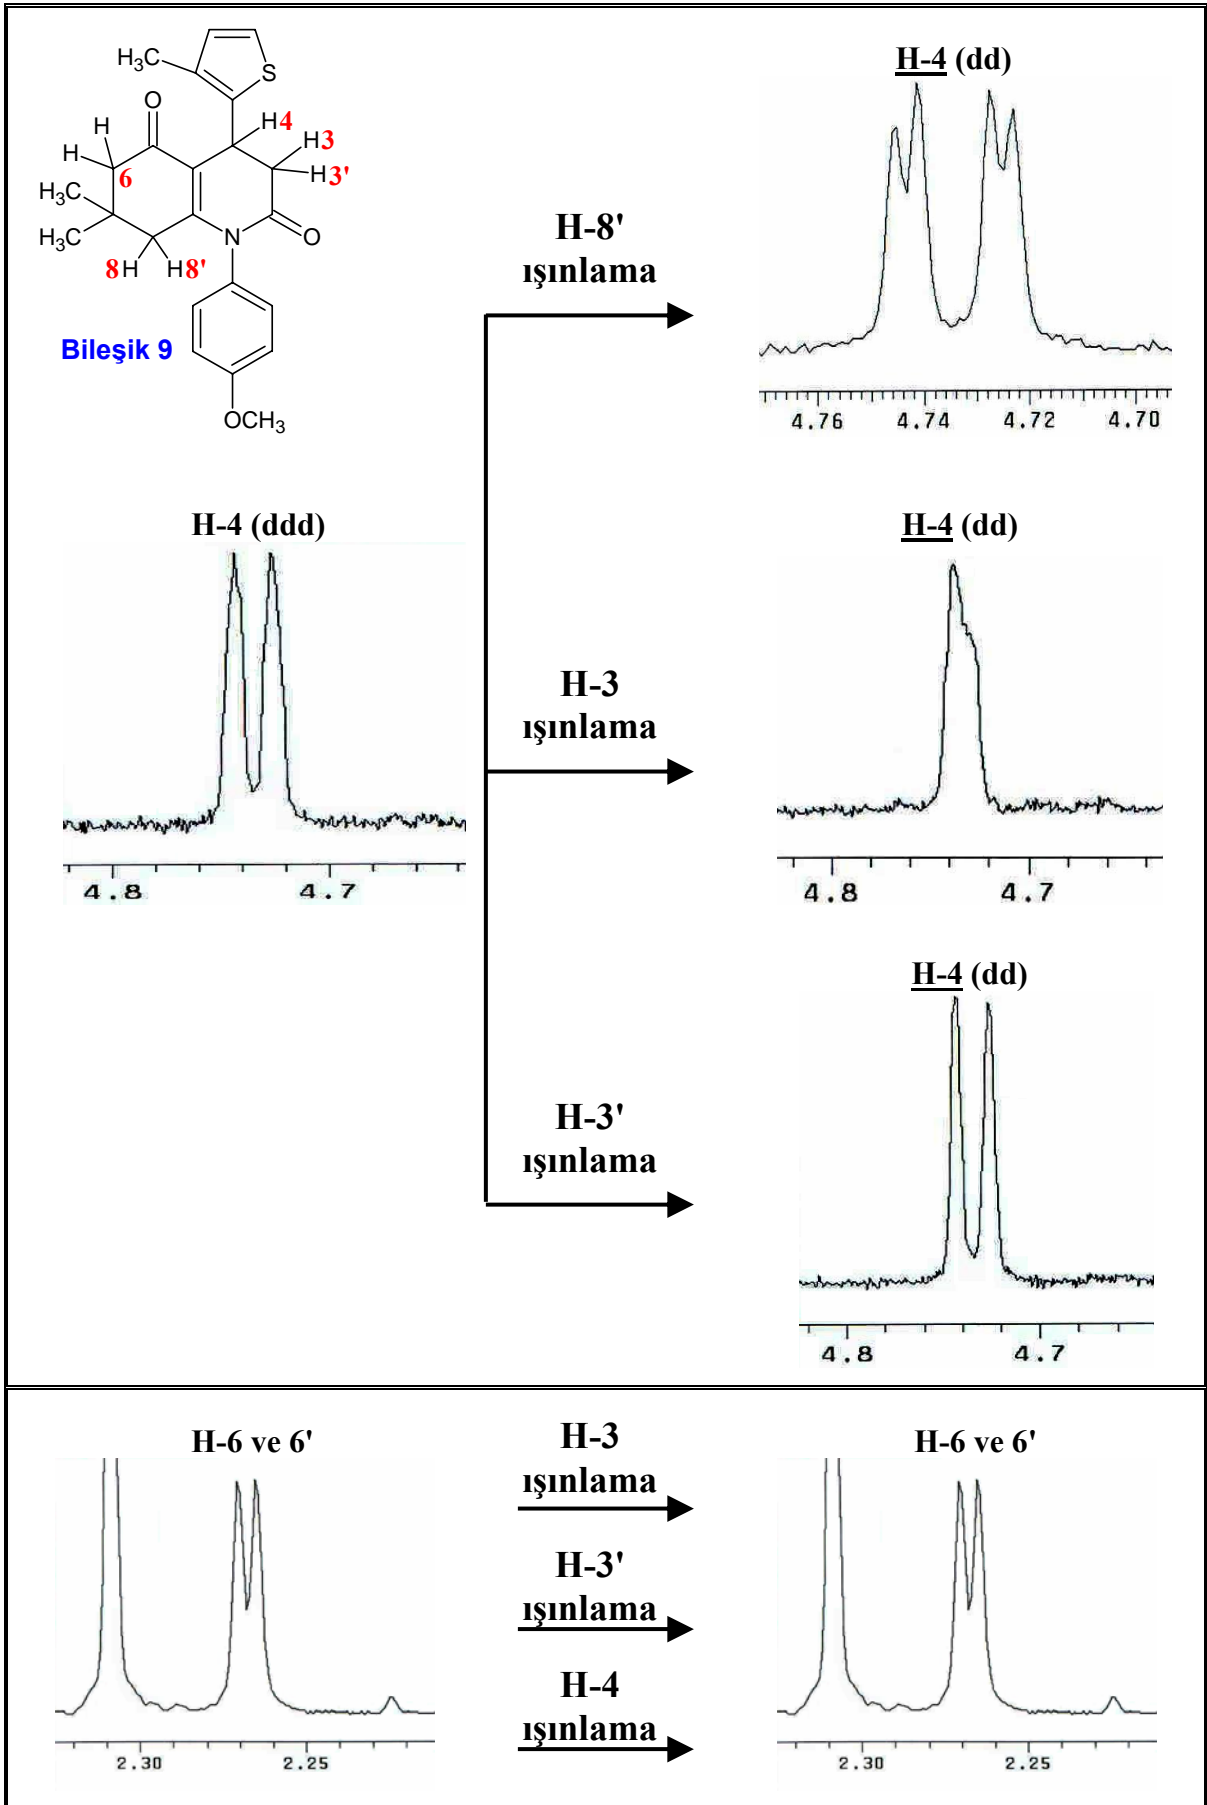 H₃C
S
O
H
H
H4
H3
H3'
6
H₃C
H₃C
N
O
8H
H8'
Bileşik 9
OCH₃
H-4 (ddd)
4.8 4.7
H-8'
ışınlama
H-4 (dd)
4.76 4.74 4.72 4.70
H-3
ışınlama
H-4 (dd)
4.8 4.7
H-3'
ışınlama
H-4 (dd)
4.8 4.7
H-6 ve 6'
2.30 2.25
H-3
ışınlama
H-3'
ışınlama
H-4
ışınlama
H-6 ve 6'
2.30 2.25